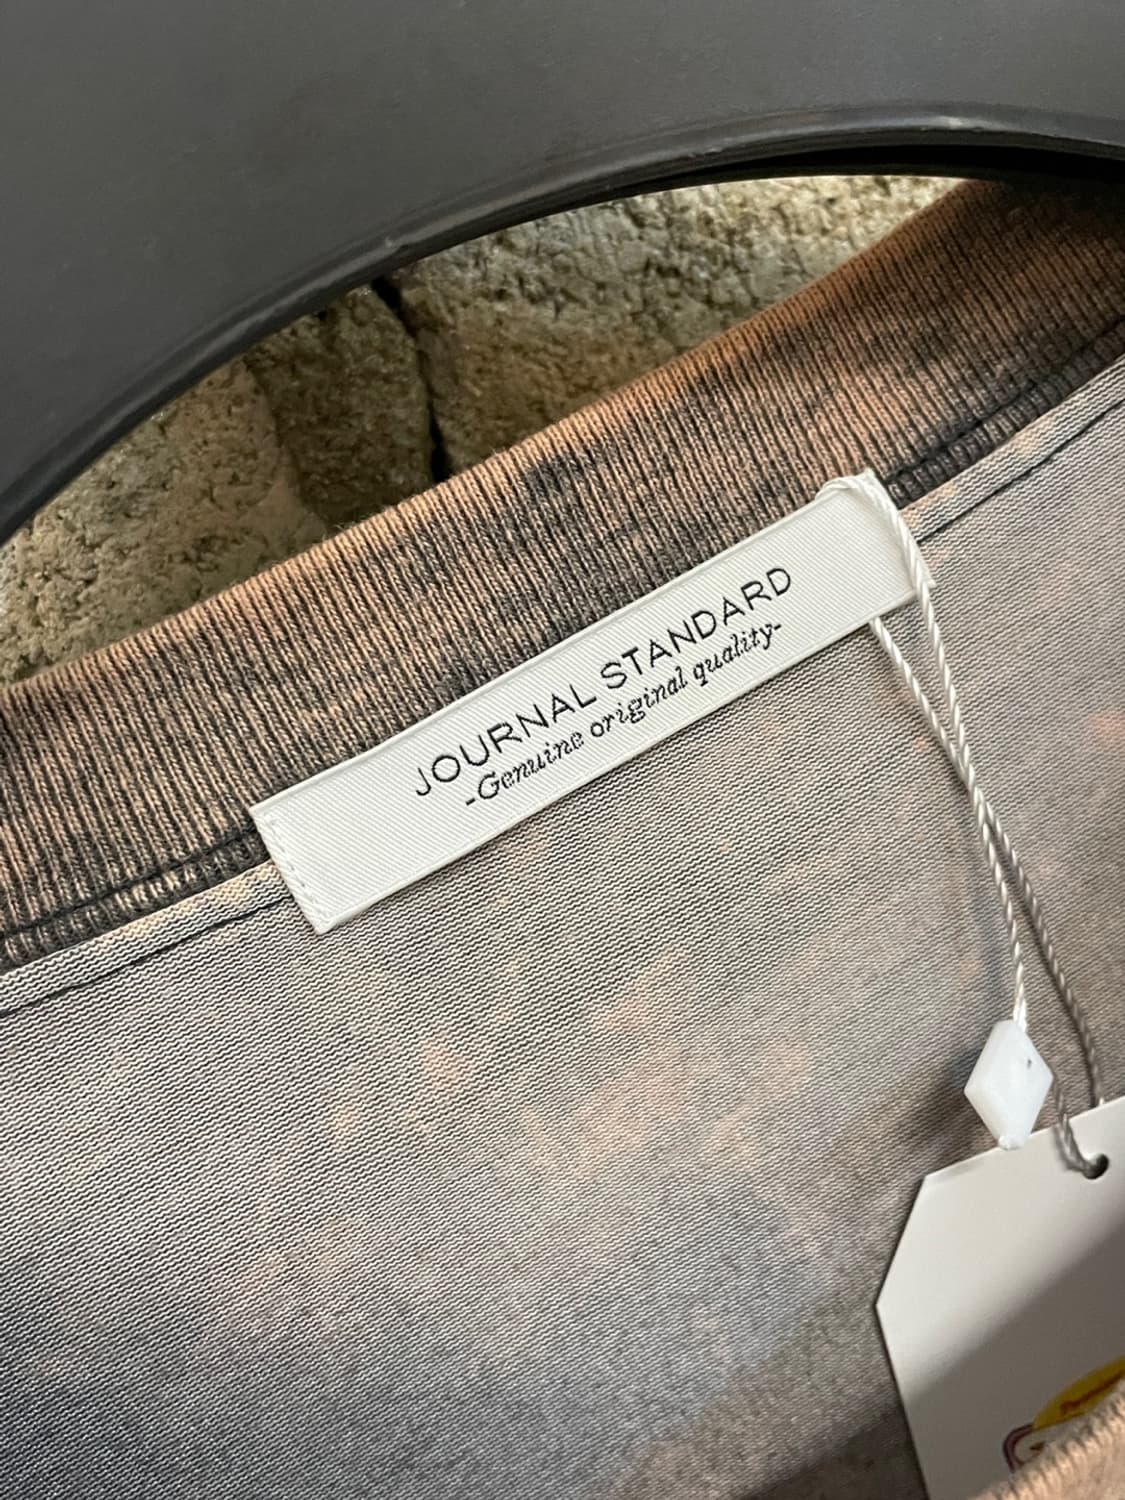 JOURNAL STANDARD
-Genuine original quality-